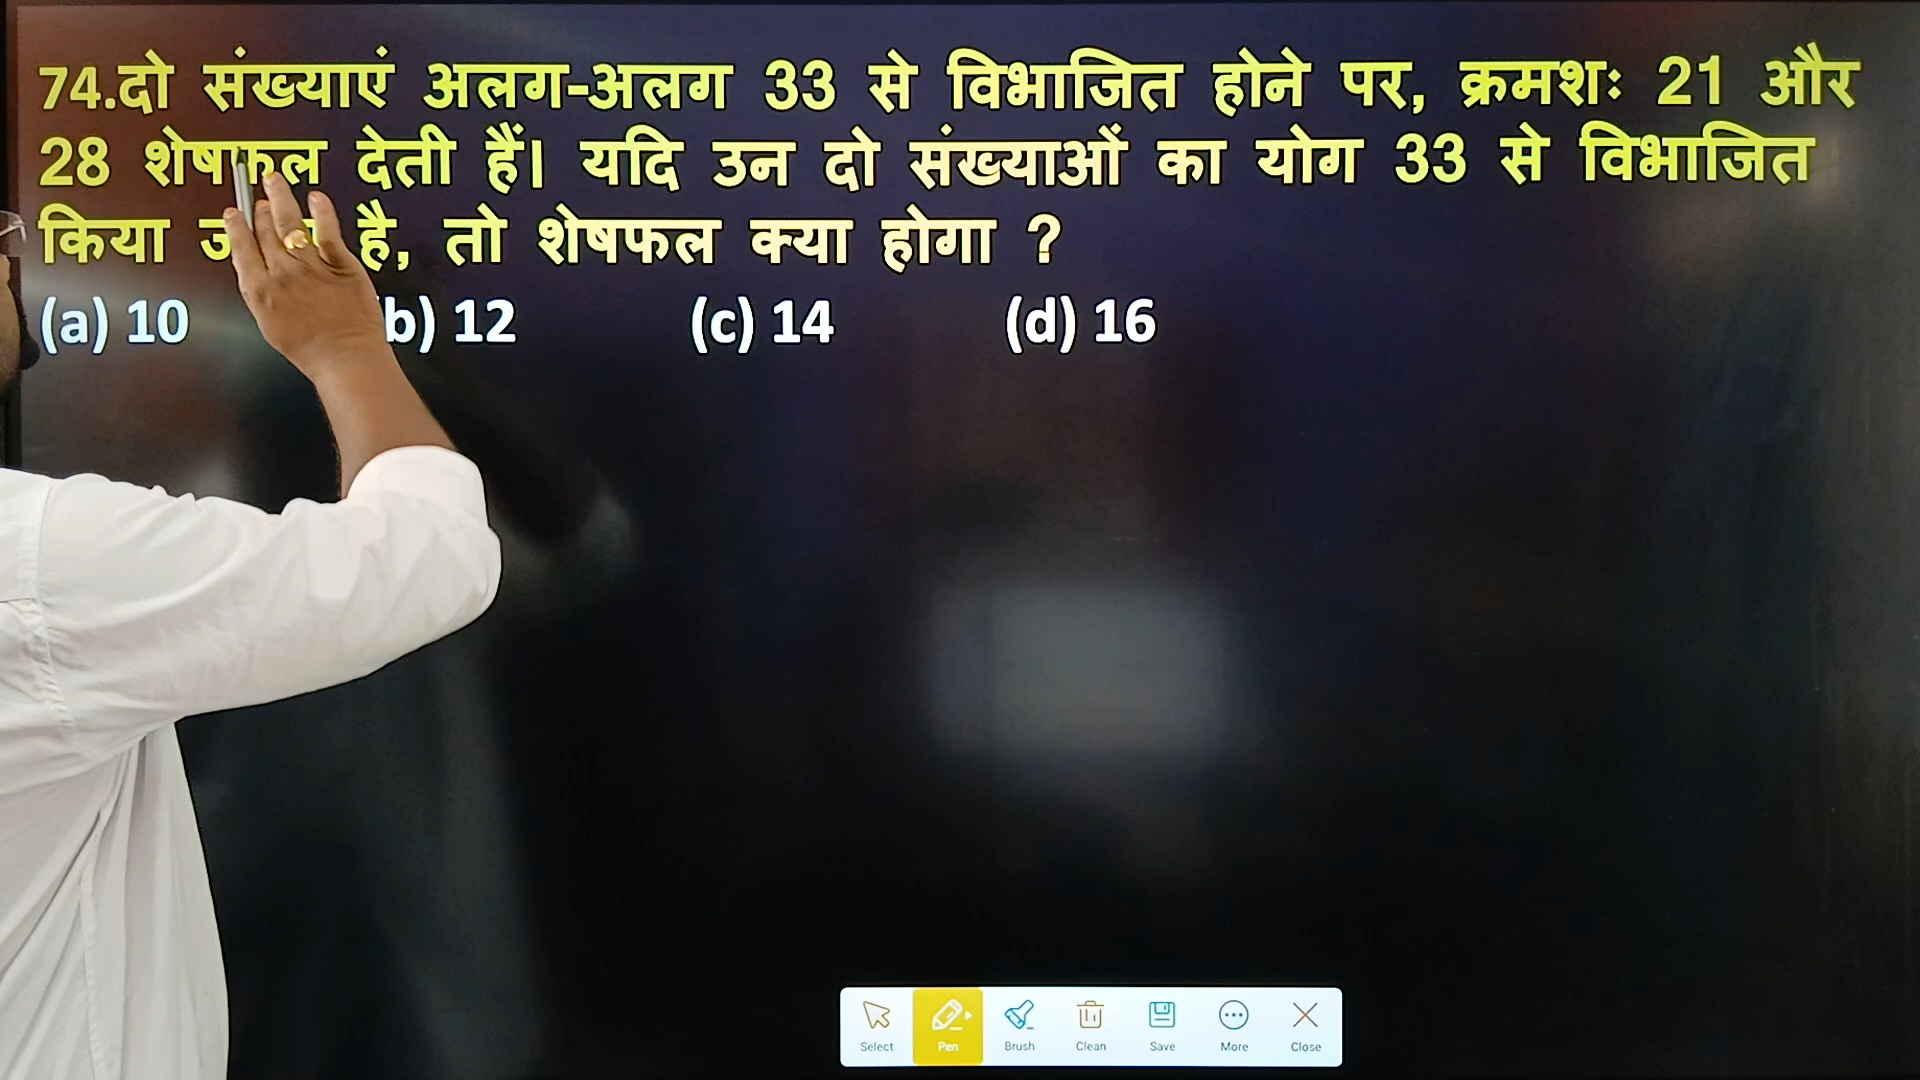 74.दो संख्याएं अलग-अलग 33 से विभाजित होने पर, क्रमशः 21 और
28 शेषफल देती हैं। यदि उन दो संख्याओं का योग 33 से विभाजित
किया है, तो शेषफल क्या होगा ?
(a) 10 b) 12 (c) 14 (d) 16
Select Pen Brush Clean Save More Close